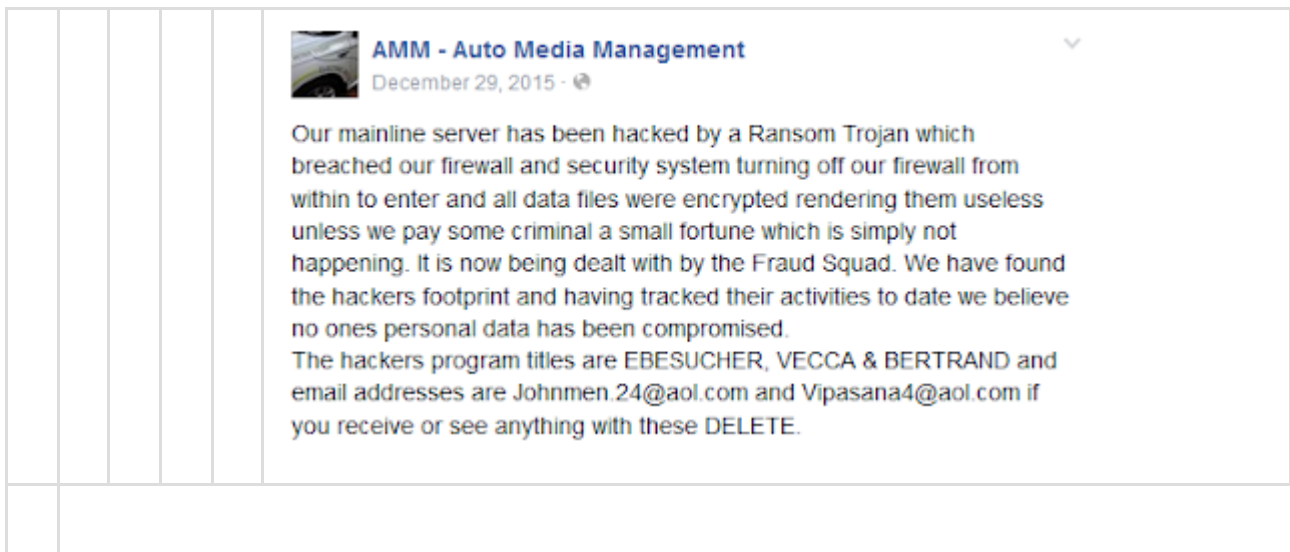 AMM - Auto Media Management
December 29, 2015 ·
Our mainline server has been hacked by a Ransom Trojan which
breached our firewall and security system turning off our firewall from
within to enter and all data files were encrypted rendering them useless
unless we pay some criminal a small fortune which is simply not
happening. It is now being dealt with by the Fraud Squad. We have found
the hackers footprint and having tracked their activities to date we believe
no ones personal data has been compromised.
The hackers program titles are EBESUCHER, VECCA & BERTRAND and
email addresses are Johnmen.24@aol.com and Vipasana4@aol.com if
you receive or see anything with these DELETE.